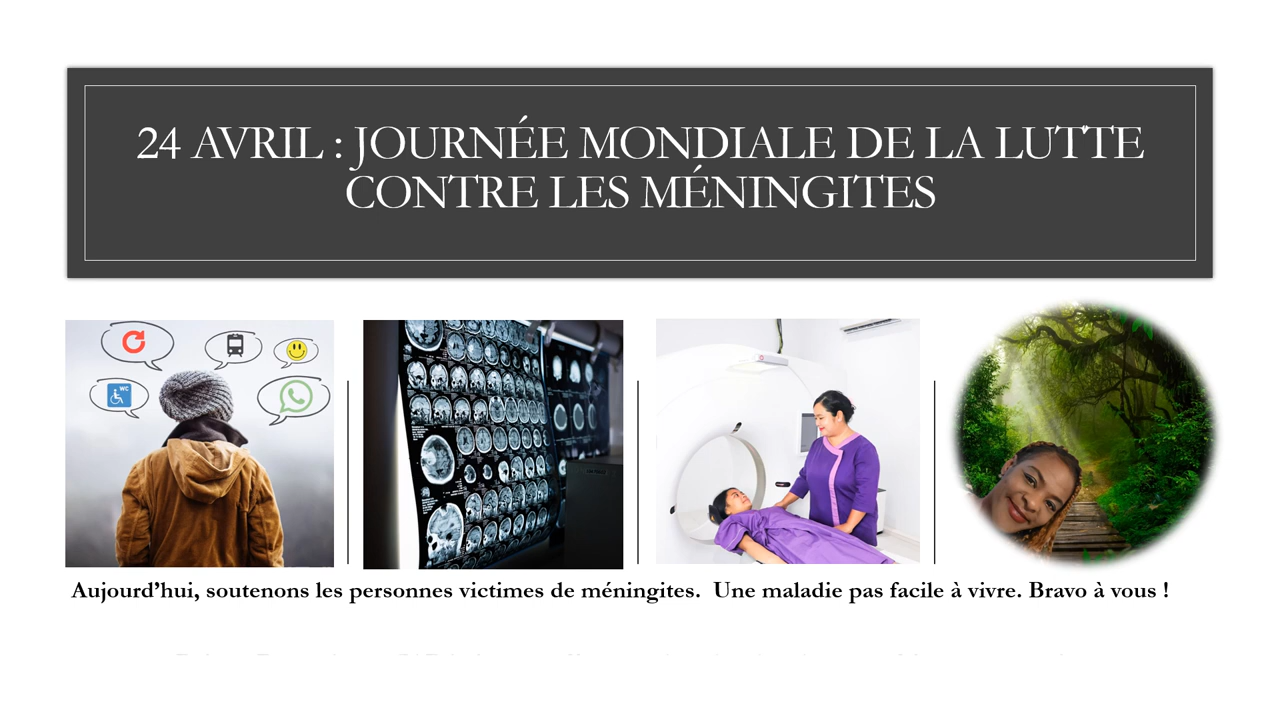 24 AVRIL : JOURNÉE MONDIALE DE LA LUTTE
CONTRE LES MÉNINGITES
WC
Aujourd’hui, soutenons les personnes victimes de méningites.  Une maladie pas facile à vivre. Bravo à vous !